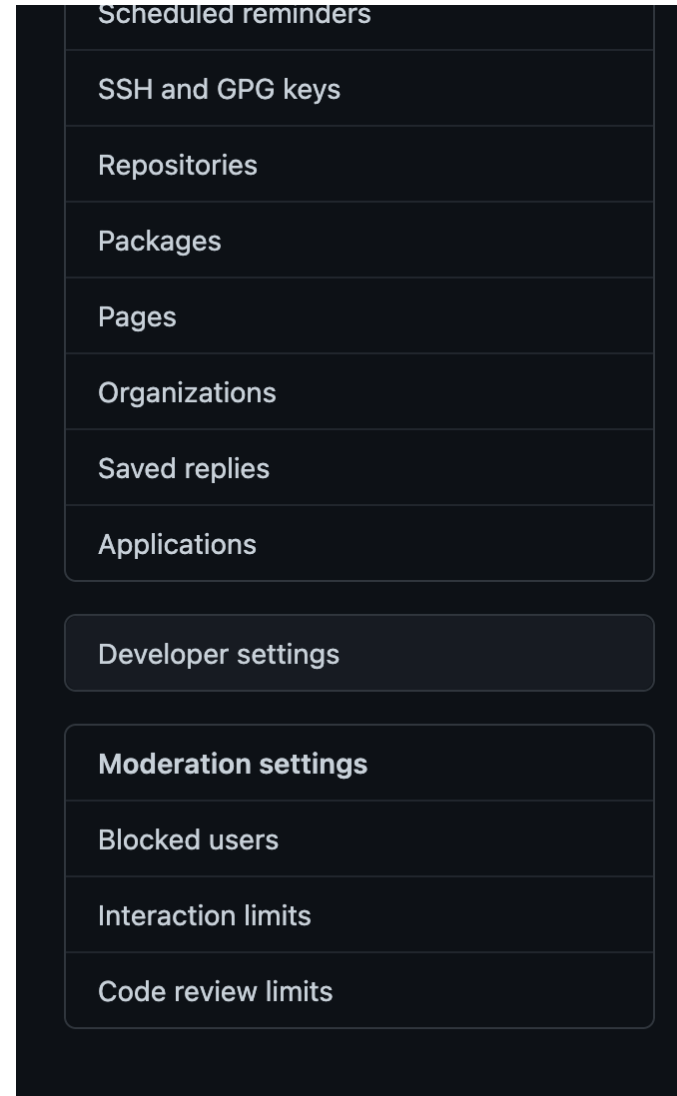 Scheduled reminders
SSH and GPG keys
Repositories
Packages
Pages
Organizations
Saved replies
Applications
Developer settings
Moderation settings
Blocked users
Interaction limits
Code review limits